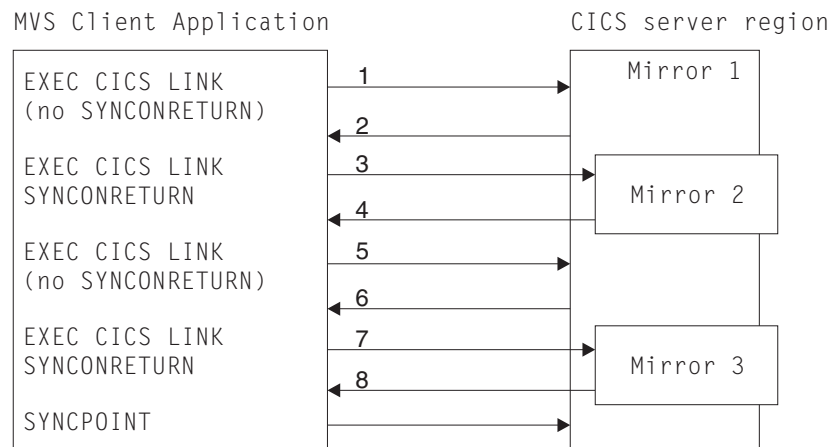 MVS Client Application
CICS server region
EXEC CICS LINK
(no SYNCONRETURN)
1
Mirror 1
2
EXEC CICS LINK
SYNCONRETURN
3
Mirror 2
4
EXEC CICS LINK
(no SYNCONRETURN)
5
6
EXEC CICS LINK
SYNCONRETURN
7
Mirror 3
8
SYNCPOINT